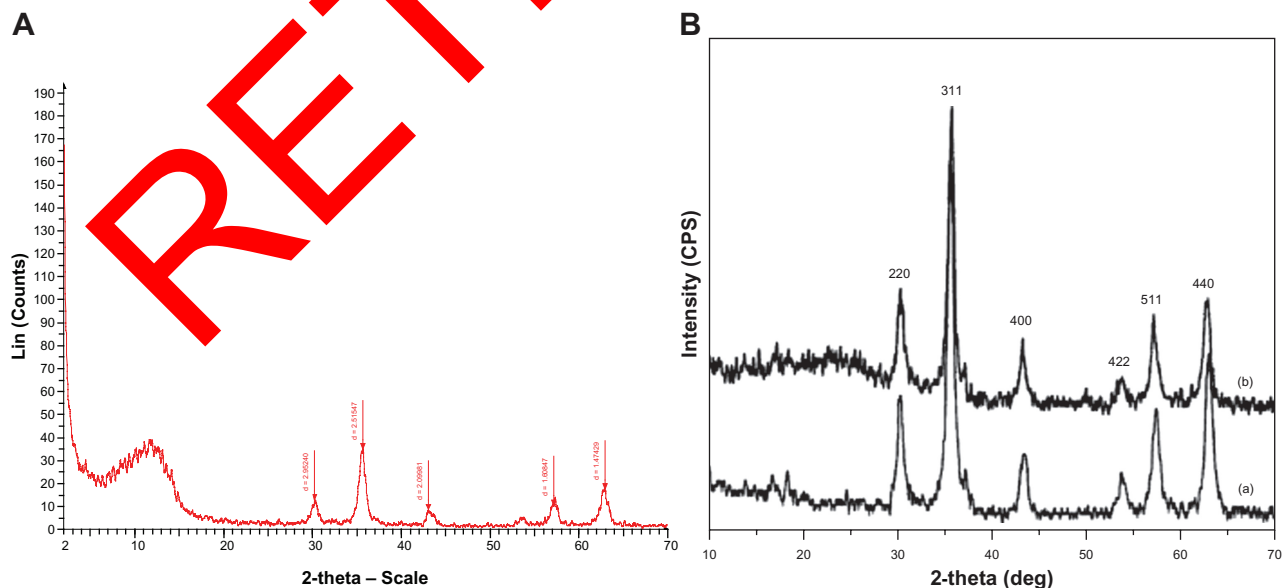 A
RET
Lin (Counts)
190
180
170
160
150
140
130
120
110
100
90
80
70
60
50
40
30
20
10
0
d = 2.95240
d = 2.51547
d = 2.09981
d = 1.60847
d = 1.47429
2 10 20 30 40 50 60 70
2-theta – Scale
B
Intensity (CPS)
311
220
440
511
400
422
(b)
(a)
10 20 30 40 50 60 70
2-theta (deg)